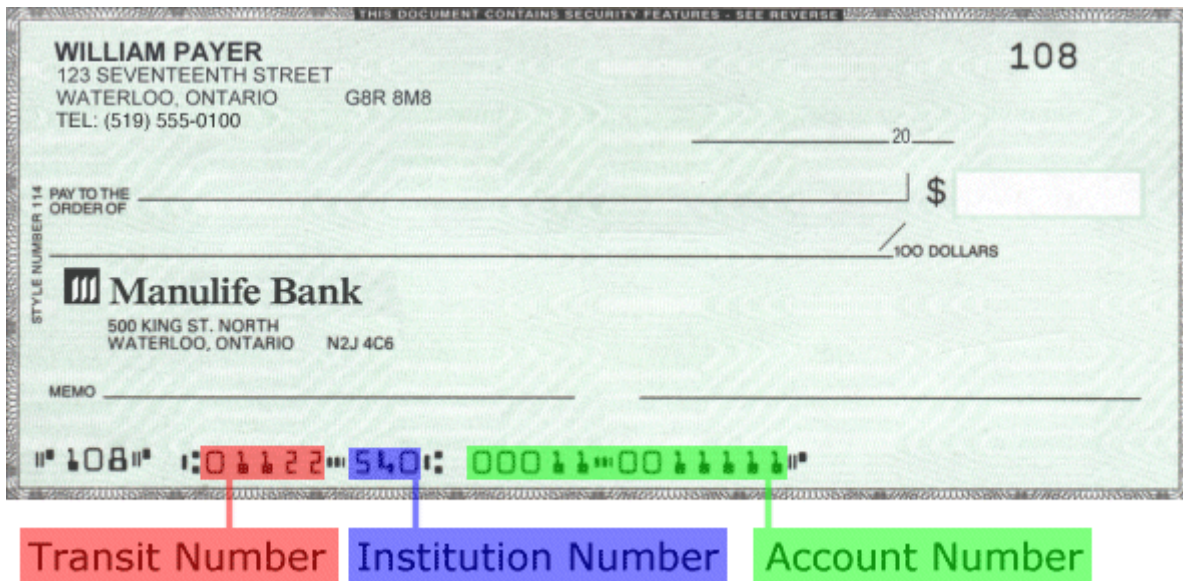 THIS DOCUMENT CONTAINS SECURITY FEATURES - SEE REVERSE
WILLIAM PAYER
108
123 SEVENTEENTH STREET
WATERLOO, ONTARIO G8R 8M8
TEL: (519) 555-0100
20
PAY TO THE
ORDER OF
$
100 DOLLARS
STYLE NUMBER 114
Manulife Bank
500 KING ST. NORTH
WATERLOO, ONTARIO N2J 4C6
MEMO
⑈108⑈ ⑆01122⑉540⑆ 00011⑉0011111⑈
Transit Number Institution Number Account Number